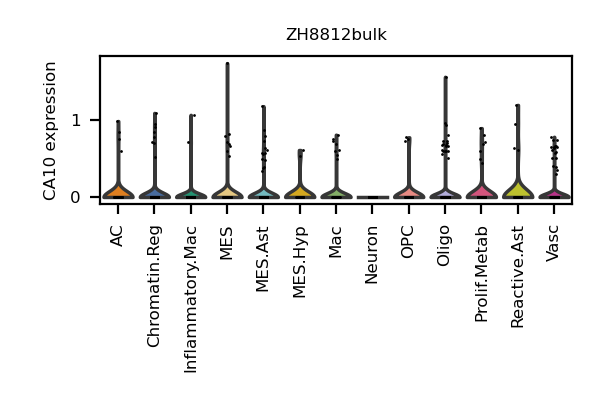 ZH8812bulk
CA10 expression
1
0
AC
Chromatin.Reg
Inflammatory.Mac
MES
MES.Ast
MES.Hyp
Mac
Neuron
OPC
Oligo
Prolif.Metab
Reactive.Ast
Vasc